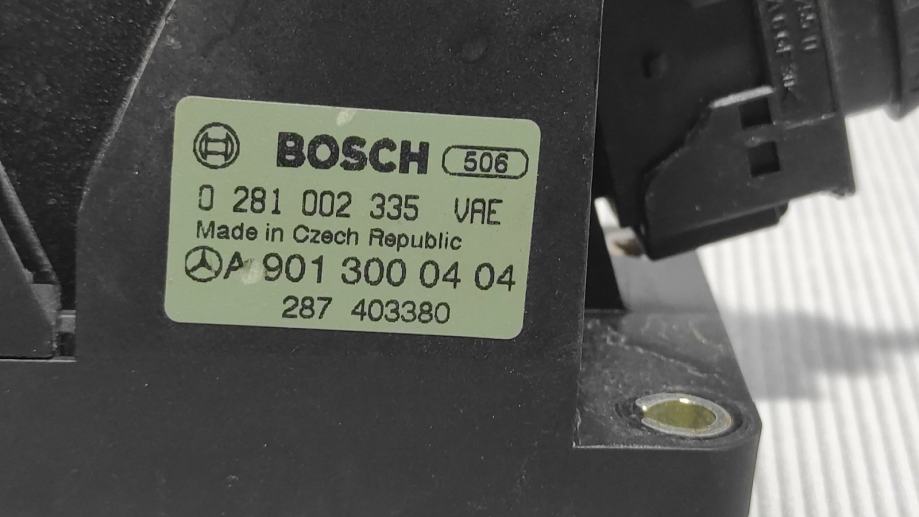 BOSCH 506
0 281 002 335 VAE
Made in Czech Republic
A 901 300 04 04
287 403380